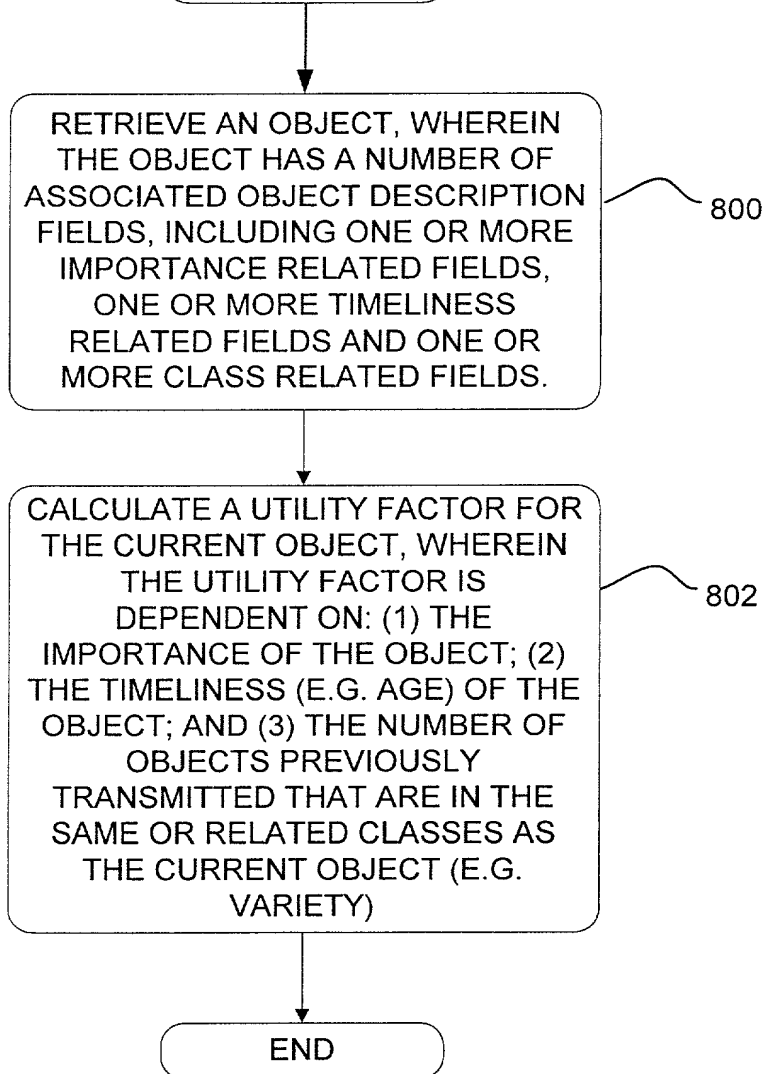 RETRIEVE AN OBJECT, WHEREIN
THE OBJECT HAS A NUMBER OF
ASSOCIATED OBJECT DESCRIPTION
FIELDS, INCLUDING ONE OR MORE
IMPORTANCE RELATED FIELDS,
ONE OR MORE TIMELINESS
RELATED FIELDS AND ONE OR
MORE CLASS RELATED FIELDS.
800
CALCULATE A UTILITY FACTOR FOR
THE CURRENT OBJECT, WHEREIN
THE UTILITY FACTOR IS
DEPENDENT ON: (1) THE
IMPORTANCE OF THE OBJECT; (2)
THE TIMELINESS (E.G. AGE) OF THE
OBJECT; AND (3) THE NUMBER OF
OBJECTS PREVIOUSLY
TRANSMITTED THAT ARE IN THE
SAME OR RELATED CLASSES AS
THE CURRENT OBJECT (E.G.
VARIETY)
802
END